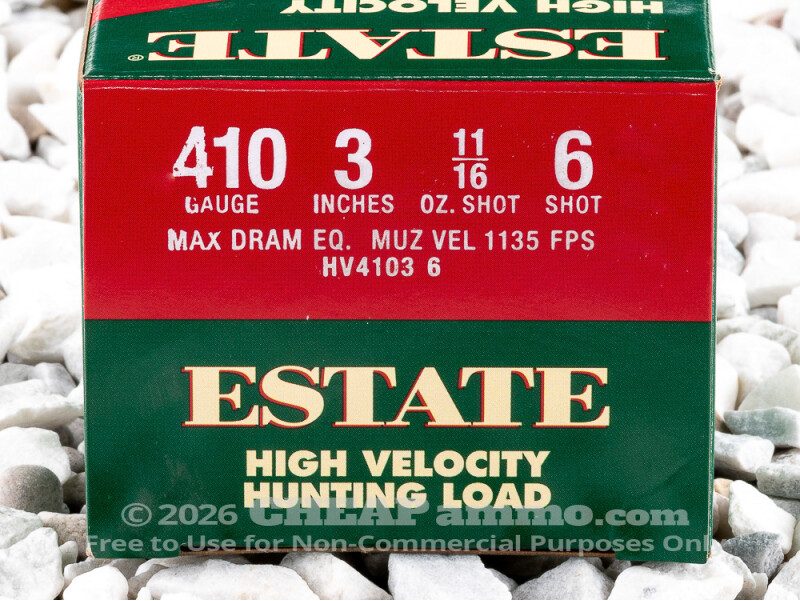 HIGH VELOCITY
ESTATE®
410 3 11/16 6
GAUGE INCHES OZ. SHOT SHOT
MAX DRAM EQ. MUZ VEL 1135 FPS
HV4103 6
ESTATE
HIGH VELOCITY
HUNTING LOAD
© 2026 CHEAPammo.com
Free to Use for Non-Commercial Purposes Only